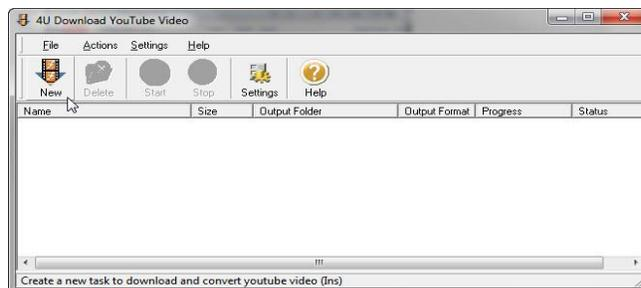 4U Download YouTube Video
File Actions Settings Help
New Delete Start Stop Settings Help
Name Size Output Folder Output Format Progress Status
Create a new task to download and convert youtube video (Ins)